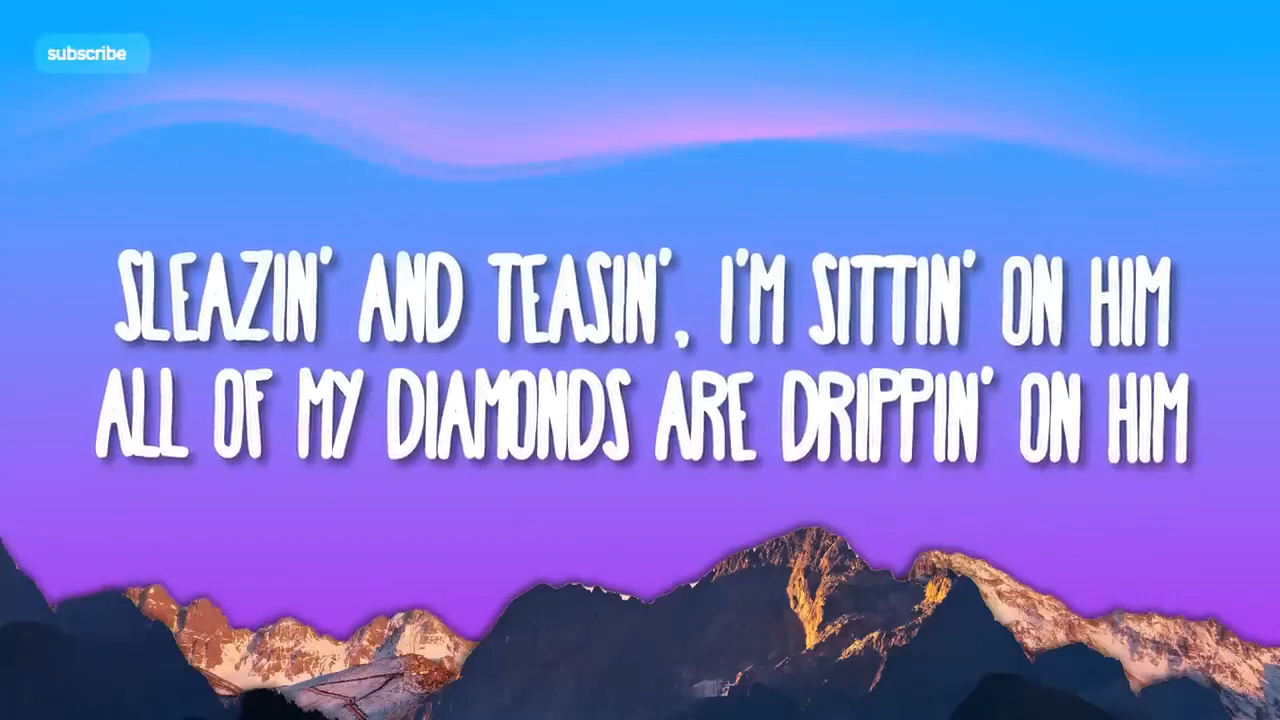 subscribe
SLEAZIN' AND TEASIN', I'M SITTIN' ON HIM
ALL OF MY DIAMONDS ARE DRIPPIN' ON HIM